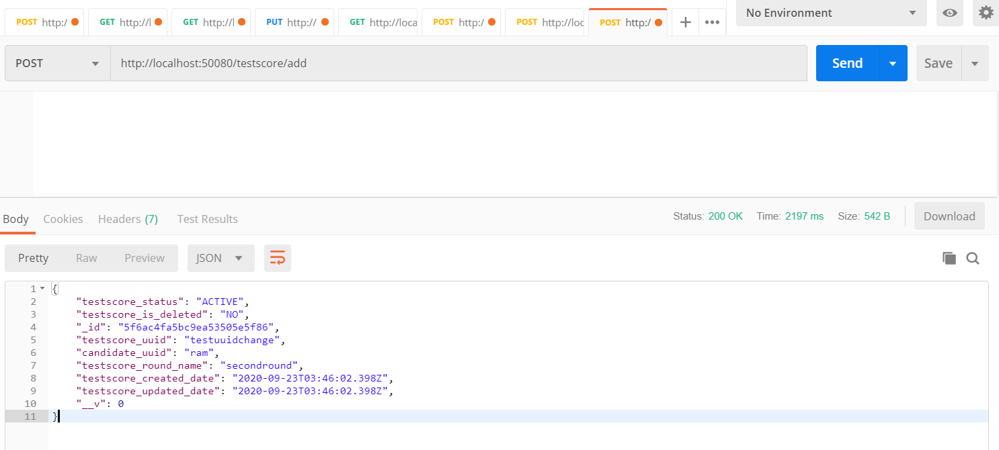 POST http:/ GET http://l GET http://l PUT http:// GET http://loca POST http:/ POST http://loc POST http:/ No Environment
POST http://localhost:50080/testscore/add Send Save
Body Cookies Headers (7) Test Results Status: 200 OK Time: 2197 ms Size: 542 B Download
Pretty Raw Preview JSON
1 {
2 "testscore_status": "ACTIVE",
3 "testscore_is_deleted": "NO",
4 "_id": "5f6ac4fa5bc9ea53505e5f86",
5 "testscore_uuid": "testuuidchange",
6 "candidate_uuid": "ram",
7 "testscore_round_name": "secondround",
8 "testscore_created_date": "2020-09-23T03:46:02.398Z",
9 "testscore_updated_date": "2020-09-23T03:46:02.398Z",
10 "__v": 0
11 }